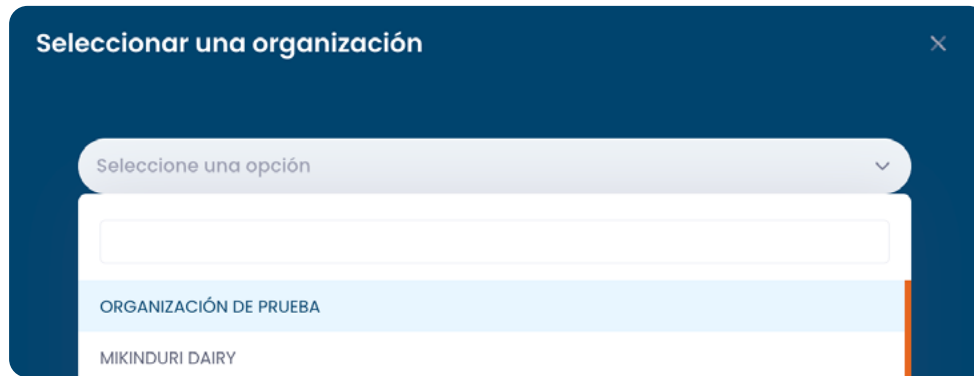 Seleccionar una organización
Seleccione una opción
ORGANIZACIÓN DE PRUEBA
MIKINDURI DAIRY